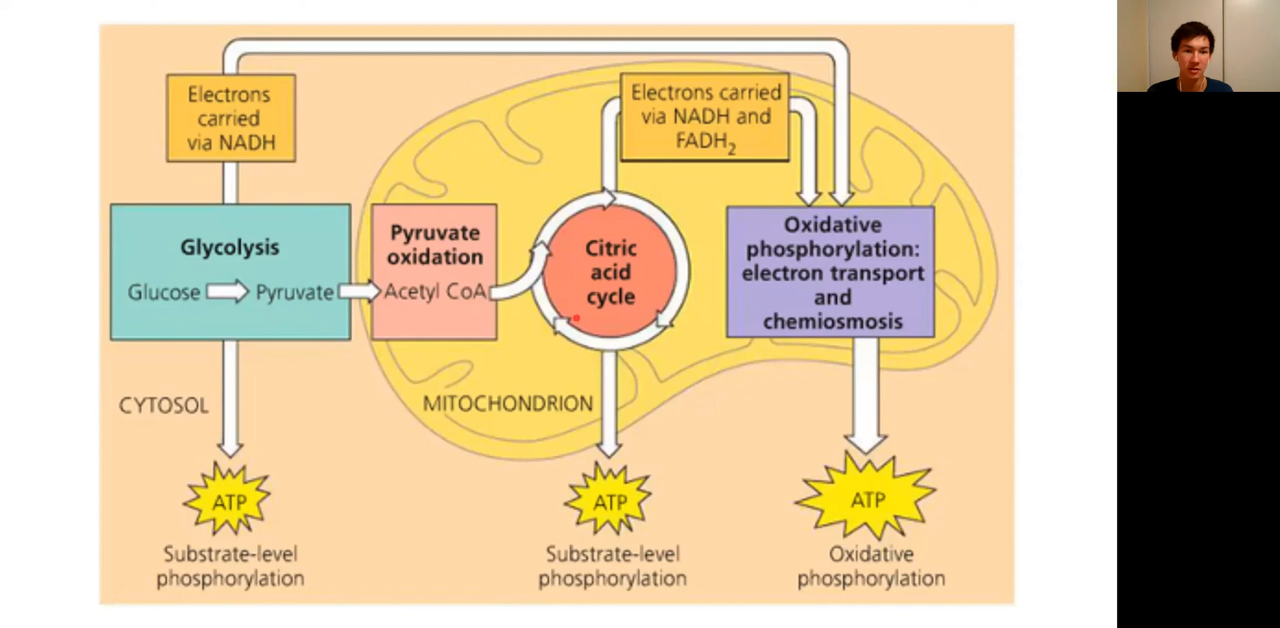 Electrons
carried
via NADH
Electrons carried
via NADH and
FADH2
Glycolysis
Glucose Pyruvate
Pyruvate
oxidation
Acetyl CoA
Citric
acid
cycle
Oxidative
phosphorylation:
electron transport
and
chemiosmosis
CYTOSOL
MITOCHONDRION
ATP
Substrate-level
phosphorylation
ATP
Substrate-level
phosphorylation
ATP
Oxidative
phosphorylation